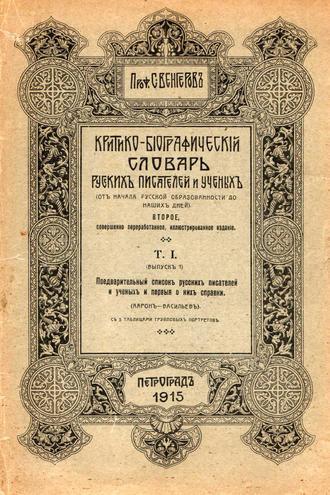 Проф. С. ВЕНГЕРОВЪ
КРИТИКО-БІОГРАФИЧЕСКІЙ
СЛОВАРЬ
РУССКИХЪ ПИСАТЕЛЕЙ И УЧЕНЫХЪ
(ОТЪ НАЧАЛА РУССКОЙ ОБРАЗОВАННОСТИ ДО
НАШИХЪ ДНЕЙ).
ВТОРОЕ,
совершенно переработанное, иллюстрированное изданіе.
Т. I.
(ВЫПУСКЪ 1)
Предварительный списокъ русскихъ писателей
и ученыхъ и первыя о нихъ справки.
(ААРОНЪ—ВАСИЛЬЕВЪ).
СЪ 5 ТАБЛИЦАМИ ГРУППОВЫХЪ ПОРТРЕТОВЪ.
ПЕТРОГРАДЪ
1915